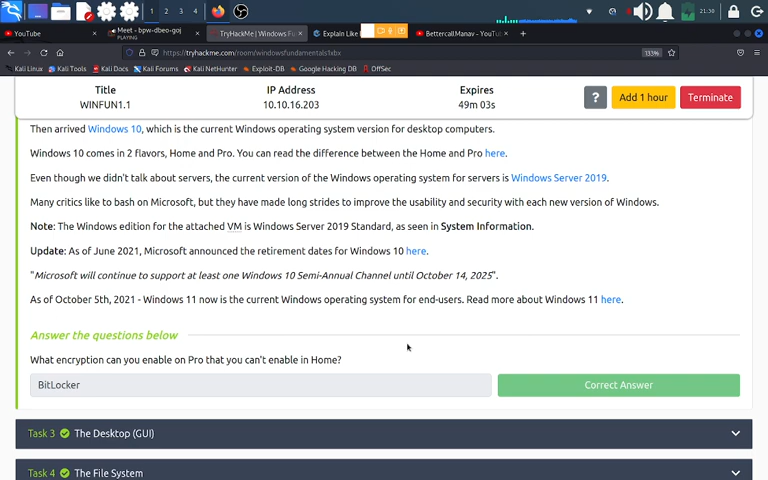 1 2 3 4
21:30
YouTube
Meet - bpw-dbeo-goj
PLAYING
TryHackMe | Windows Fu
Explain Like
BettercallManav - YouTu
https://tryhackme.com/room/windowsfundamentals1xbx
133%
Kali Linux Kali Tools Kali Docs Kali Forums Kali NetHunter Exploit-DB Google Hacking DB OffSec
Title IP Address Expires
WINFUN1.1 10.10.16.203 49m 03s
? Add 1 hour Terminate
Then arrived Windows 10, which is the current Windows operating system version for desktop computers.
Windows 10 comes in 2 flavors, Home and Pro. You can read the difference between the Home and Pro here.
Even though we didn't talk about servers, the current version of the Windows operating system for servers is Windows Server 2019.
Many critics like to bash on Microsoft, but they have made long strides to improve the usability and security with each new version of Windows.
Note: The Windows edition for the attached VM is Windows Server 2019 Standard, as seen in System Information.
Update: As of June 2021, Microsoft announced the retirement dates for Windows 10 here.
"Microsoft will continue to support at least one Windows 10 Semi-Annual Channel until October 14, 2025".
As of October 5th, 2021 - Windows 11 now is the current Windows operating system for end-users. Read more about Windows 11 here.
Answer the questions below
What encryption can you enable on Pro that you can't enable in Home?
BitLocker Correct Answer
Task 3 The Desktop (GUI)
Task 4 The File System